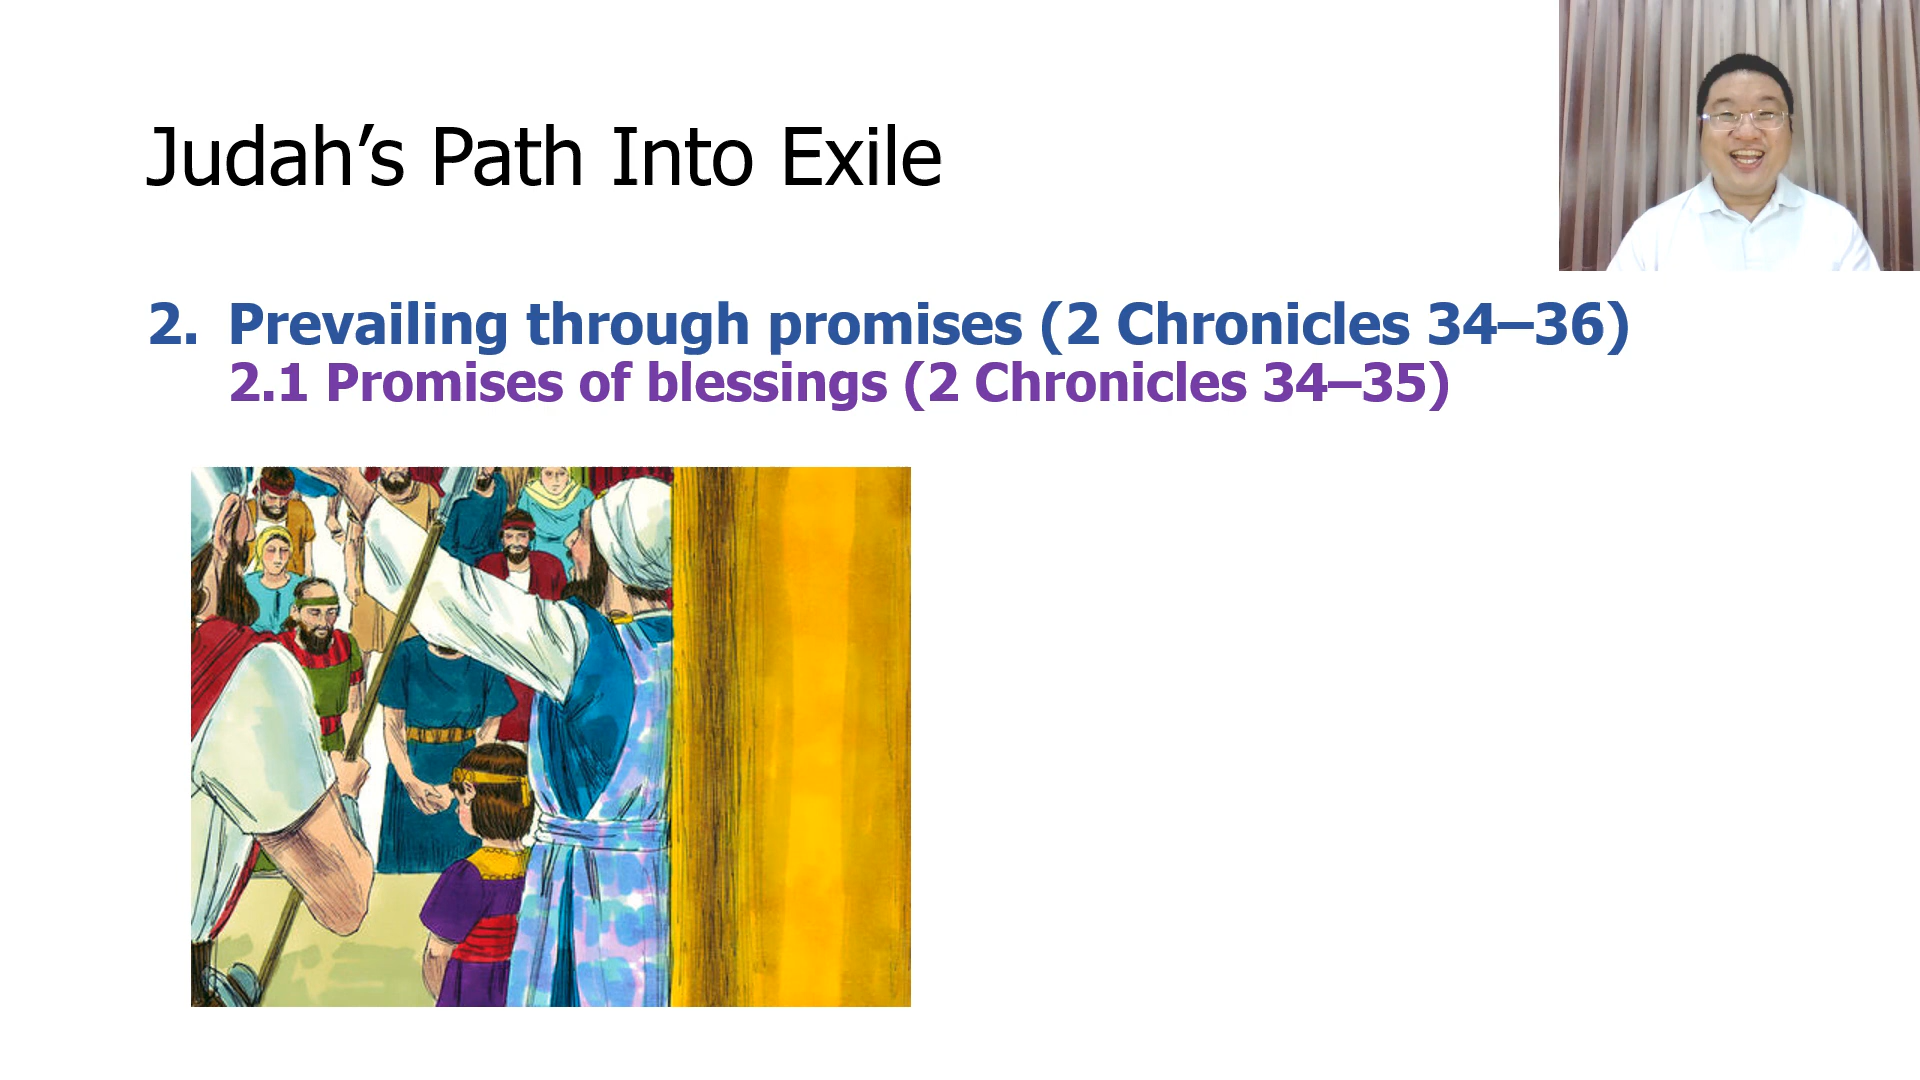 Judah’s Path Into Exile
2. Prevailing through promises (2 Chronicles 34–36)
2.1 Promises of blessings (2 Chronicles 34–35)